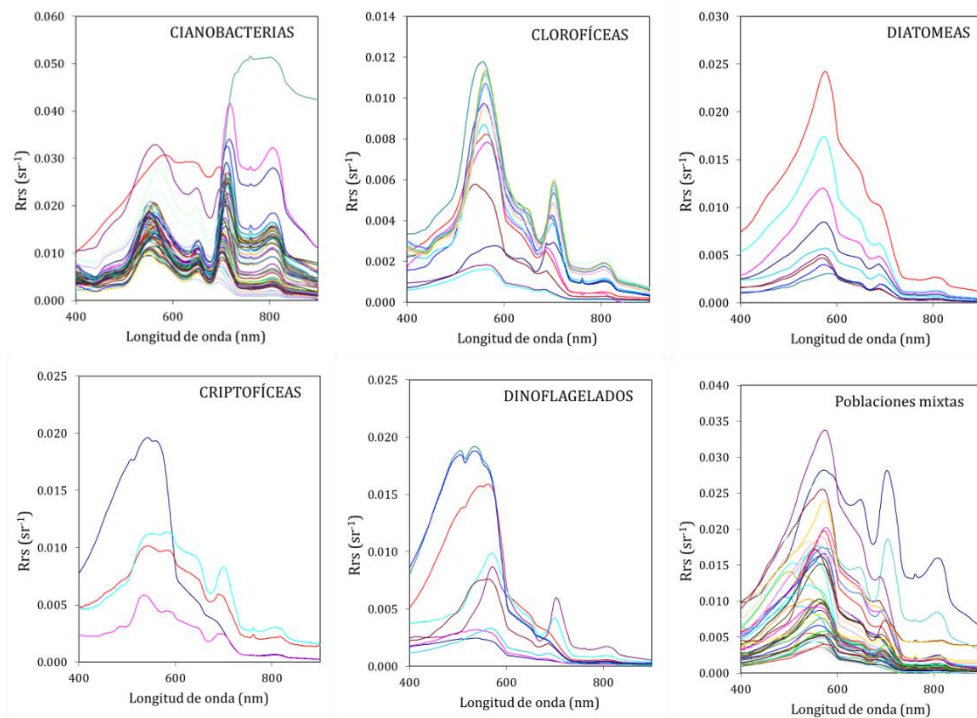 CIANOBACTERIAS
0.060
0.050
0.040
0.030
0.020
0.010
0.000
Rrs (sr-1)
400 600 800
Longitud de onda (nm)
CLOROFÍCEAS
0.014
0.012
0.010
0.008
0.006
0.004
0.002
0.000
Rrs (sr-1)
400 600 800
Longitud de onda (nm)
DIATOMEAS
0.030
0.025
0.020
0.015
0.010
0.005
0.000
Rrs (sr-1)
400 600 800
Longitud de onda (nm)
CRIPTOFÍCEAS
0.025
0.020
0.015
0.010
0.005
0.000
Rrs (sr-1)
400 600 800
Longitud de onda (nm)
DINOFLAGELADOS
0.025
0.020
0.015
0.010
0.005
0.000
Rrs (sr-1)
400 600 800
Longitud de onda (nm)
Poblaciones mixtas
0.040
0.035
0.030
0.025
0.020
0.015
0.010
0.005
0.000
Rrs (sr-1)
400 600 800
Longitud de onda (nm)